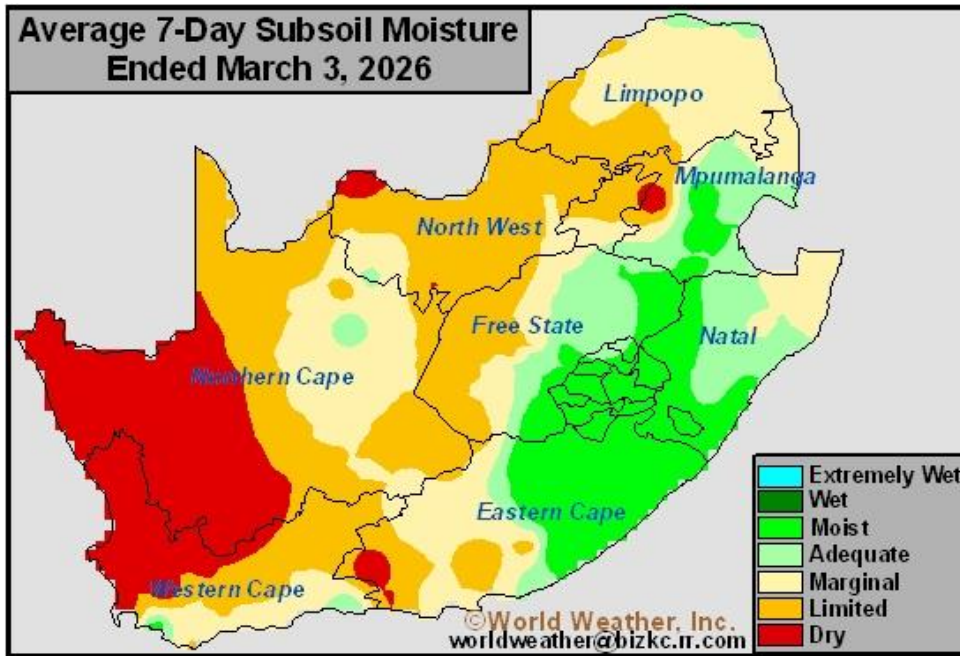 Average 7-Day Subsoil Moisture
Ended March 3, 2026
Limpopo
Mpumalanga
North West
Free State
Natal
Northern Cape
Eastern Cape
Western Cape
Extremely Wet
Wet
Moist
Adequate
Marginal
Limited
Dry
©World Weather, Inc.
worldweather@bizkc.rr.com